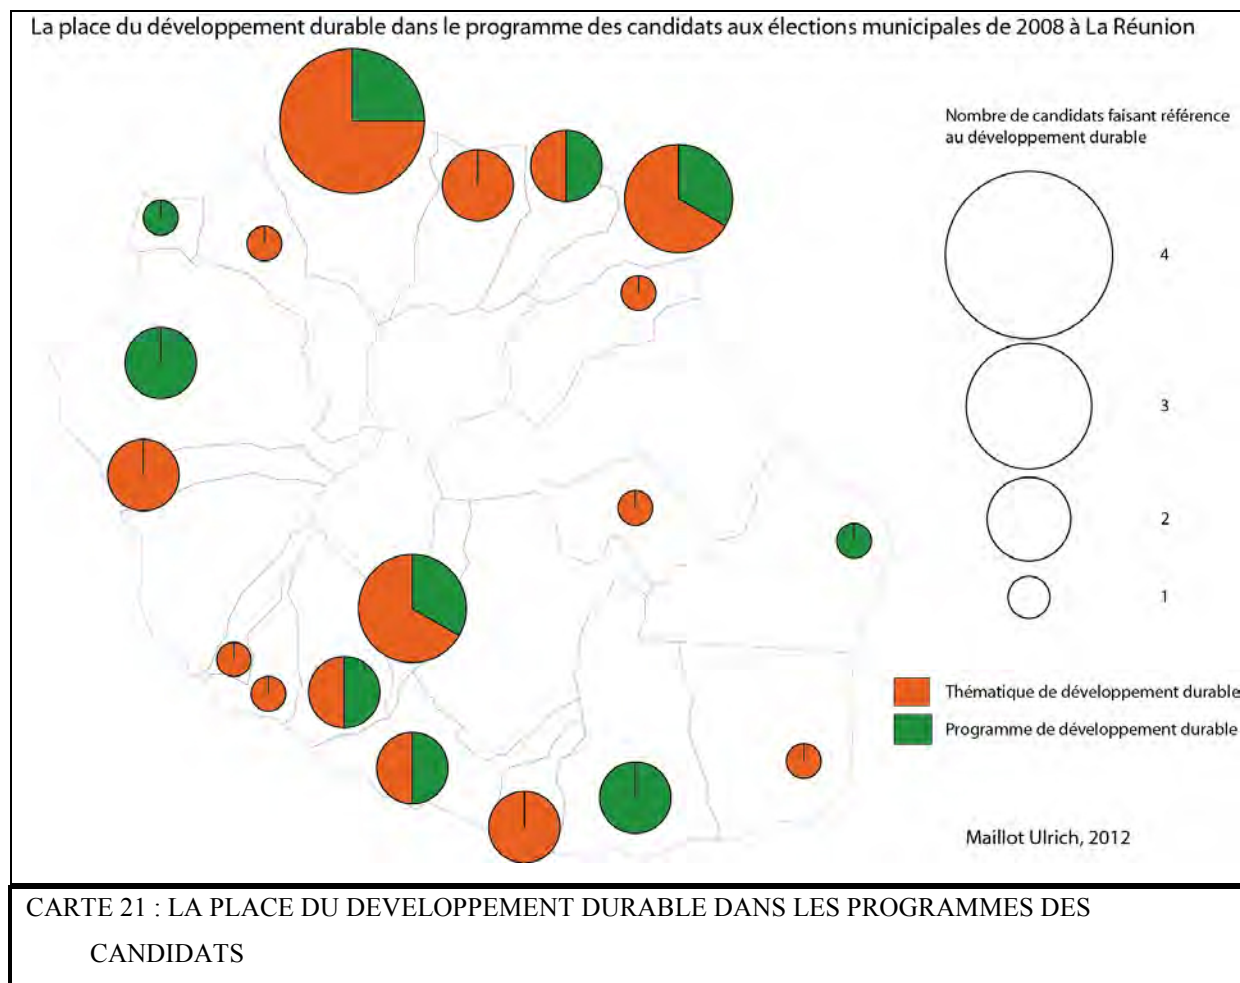 La place du développement durable dans le programme des candidats aux élections municipales de 2008 à La Réunion
Nombre de candidats faisant référence
au développement durable
4
3
2
1
Thématique de développement durable
Programme de développement durable
Maillot Ulrich, 2012
CARTE 21 : LA PLACE DU DEVELOPPEMENT DURABLE DANS LES PROGRAMMES DES
CANDIDATS